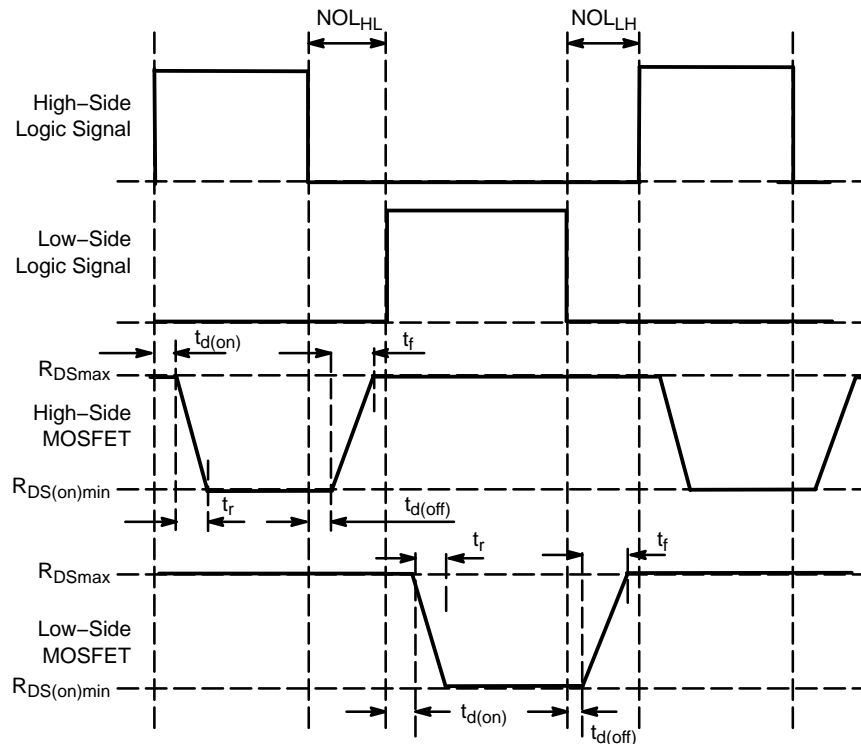 NOL_HL NOL_LH
High−Side
Logic Signal
Low−Side
Logic Signal
t_d(on) t_f
R_DSmax
High−Side
MOSFET
R_DS(on)min
t_r t_d(off)
t_r t_f
R_DSmax
Low−Side
MOSFET
R_DS(on)min
t_d(on) t_d(off)